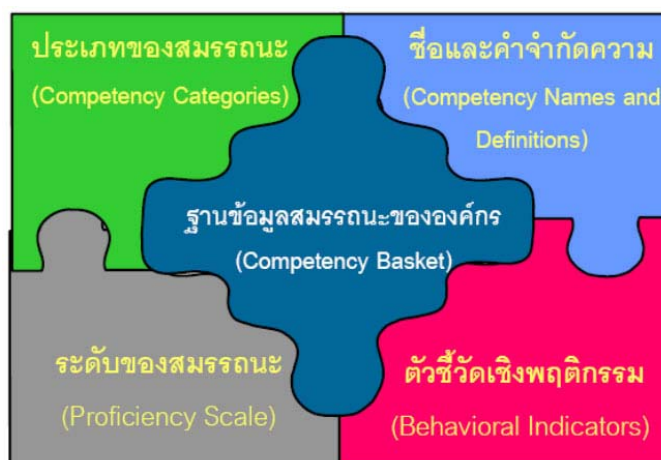 ประเภทของสมรรถนะ
(Competency Categories)
ชื่อและคำจำกัดความ
(Competency Names and
Definitions)
ฐานข้อมูลสมรรถนะขององค์กร
(Competency Basket)
ระดับของสมรรถนะ
(Proficiency Scale)
ตัวชี้วัดเชิงพฤติกรรม
(Behavioral Indicators)